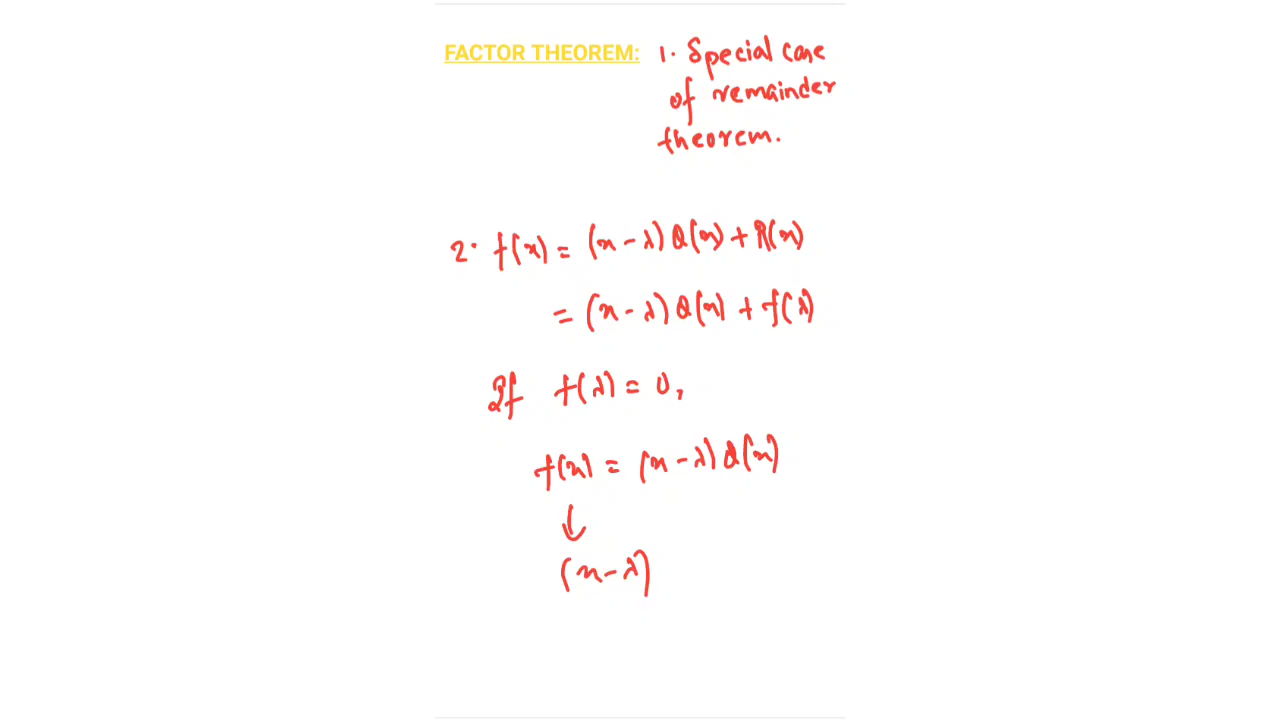 FACTOR THEOREM: 1. Special case
of remainder
theorem.
2. f(x) = (x-λ) Q(x) + R(x)
= (x-λ) Q(x) + f(λ)
If f(λ) = 0,
f(x) = (x-λ) Q(x)
↓
(x-λ)